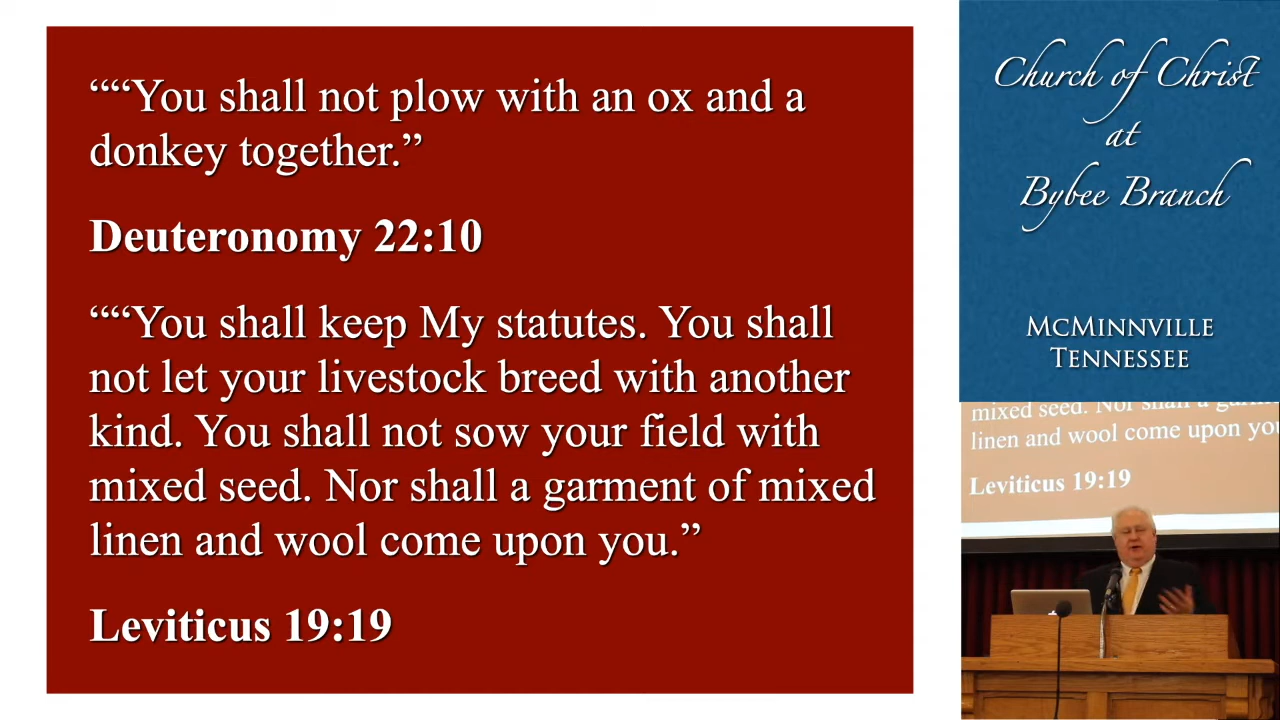 ““‘‘You shall not plow with an ox and a
donkey together.”
Deuteronomy 22:10
““‘‘You shall keep My statutes. You shall
not let your livestock breed with another
kind. You shall not sow your field with
mixed seed. Nor shall a garment of mixed
linen and wool come upon you.”
Leviticus 19:19
Church of Christ
at
Bybee Branch
McMinnville
Tennessee
mixed seed. Nor shall a
linen and wool come upon you
Leviticus 19:19